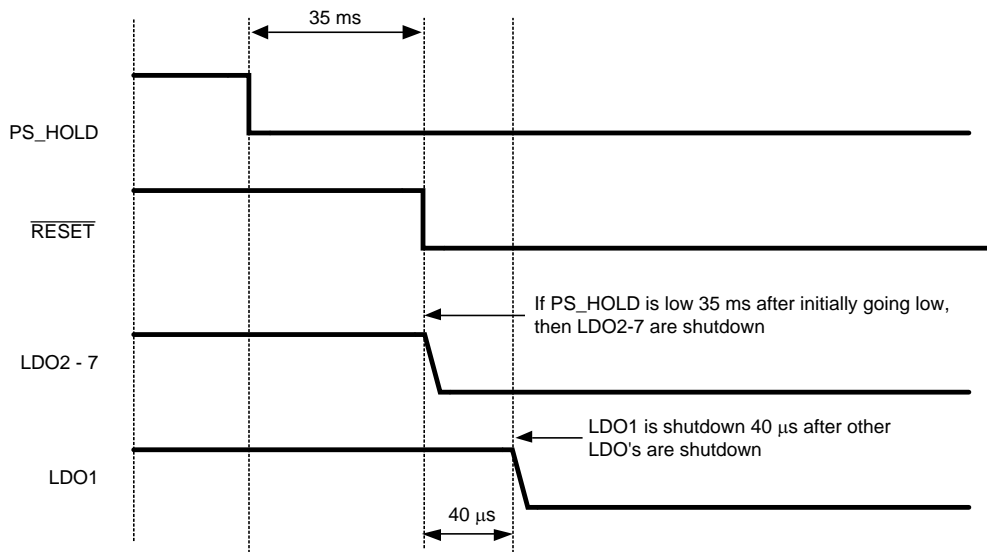 35 ms
PS_HOLD
RESET
If PS_HOLD is low 35 ms after initially going low,
then LDO2-7 are shutdown
LDO2 - 7
LDO1 is shutdown 40 μs after other
LDO's are shutdown
LDO1
40 μs